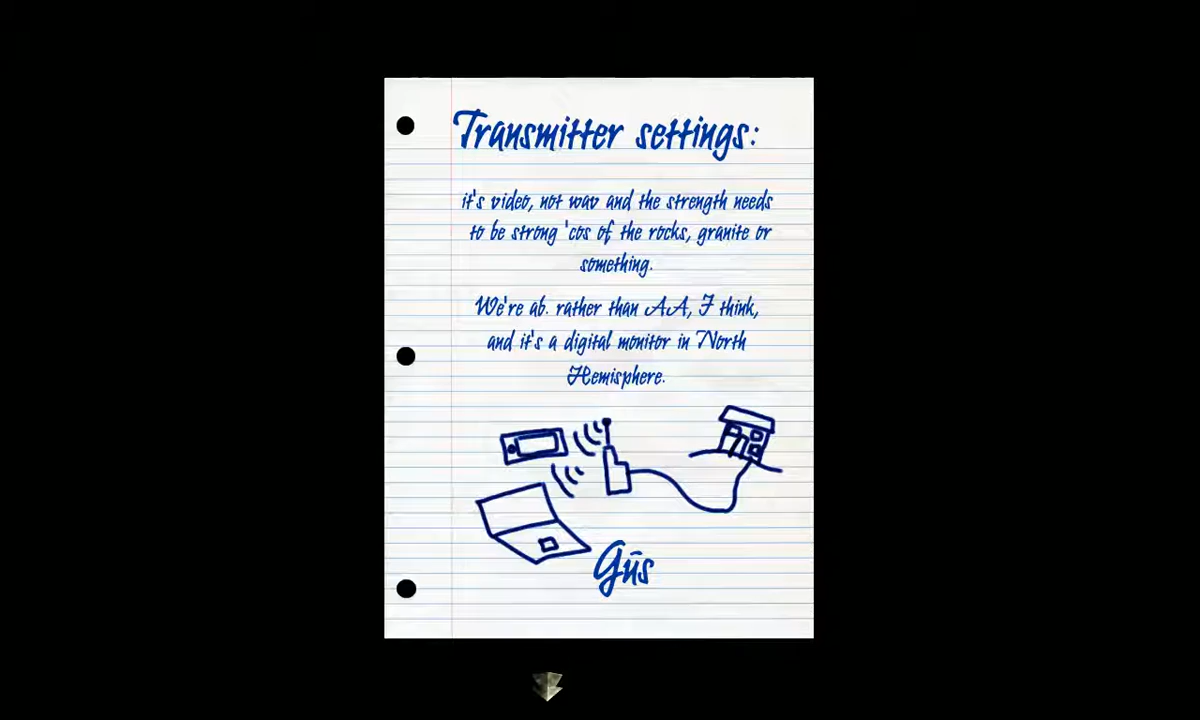 Transmitter settings:
it's video, not wav and the strength needs
to be strong 'cos of the rocks, granite or
something.
We're ab. rather than AA, I think,
and it's a digital monitor in North
Hemisphere.
Gūs